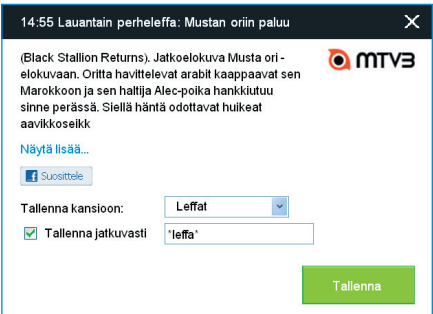 14:55 Lauantain perheleffa: Mustan oriin paluu
(Black Stallion Returns). Jatkoelokuva Musta ori -
elokuvaan. Oritta havittelevat arabit kaappaavat sen
Marokkoon ja sen haltija Alec-poika hankkiutuu
sinne perässä. Siellä häntä odottavat huikeat
aavikkoseikk
MTV3
Näytä lisää...
Suosittele
Tallenna kansioon:
Leffat
Tallenna jatkuvasti
*leffa*
Tallenna